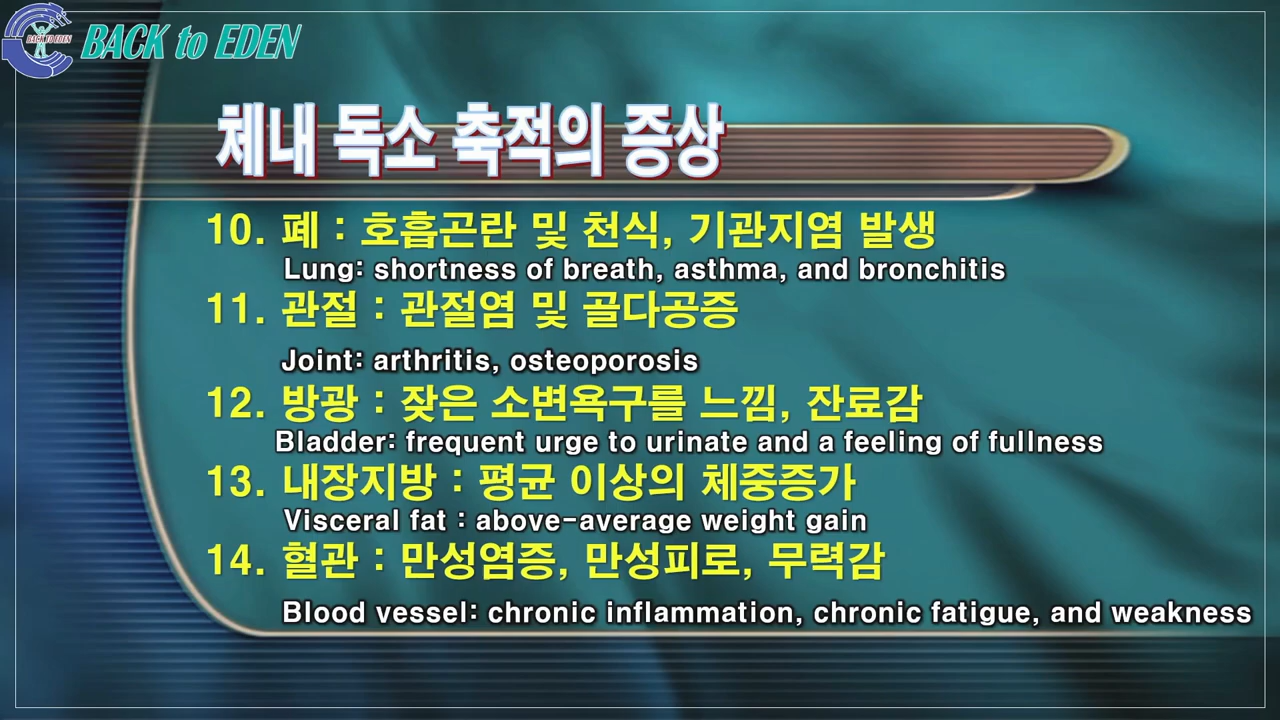 BACK to EDEN
BACK TO EDEN
체내 독소 축적의 증상
10. 폐 : 호흡곤란 및 천식, 기관지염 발생
Lung: shortness of breath, asthma, and bronchitis
11. 관절 : 관절염 및 골다공증
Joint: arthritis, osteoporosis
12. 방광 : 잦은 소변욕구를 느낌, 잔료감
Bladder: frequent urge to urinate and a feeling of fullness
13. 내장지방 : 평균 이상의 체중증가
Visceral fat : above-average weight gain
14. 혈관 : 만성염증, 만성피로, 무력감
Blood vessel: chronic inflammation, chronic fatigue, and weakness